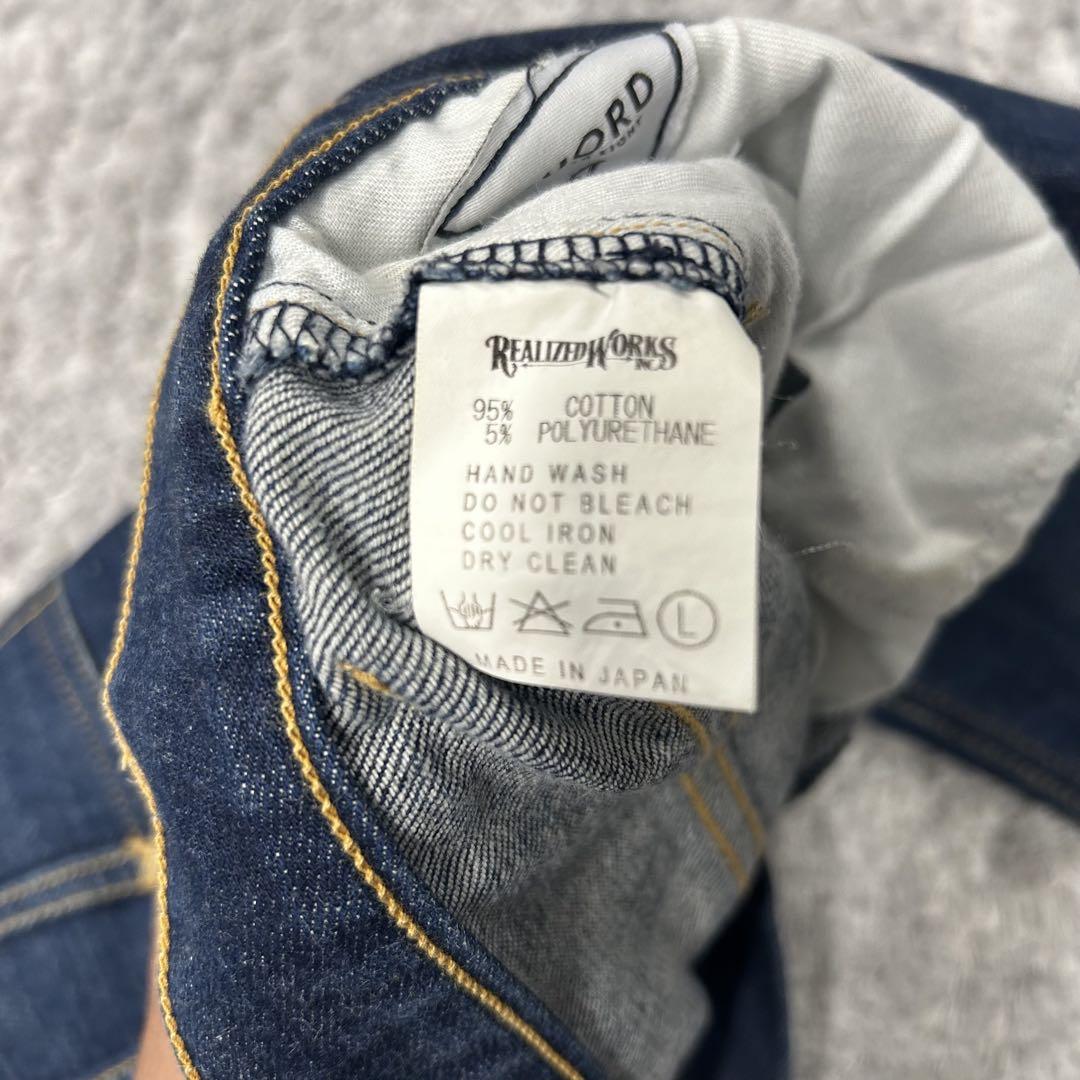 REALIZED WORKS INC
95% COTTON
5% POLYURETHANE
HAND WASH
DO NOT BLEACH
COOL IRON
DRY CLEAN
L
MADE IN JAPAN